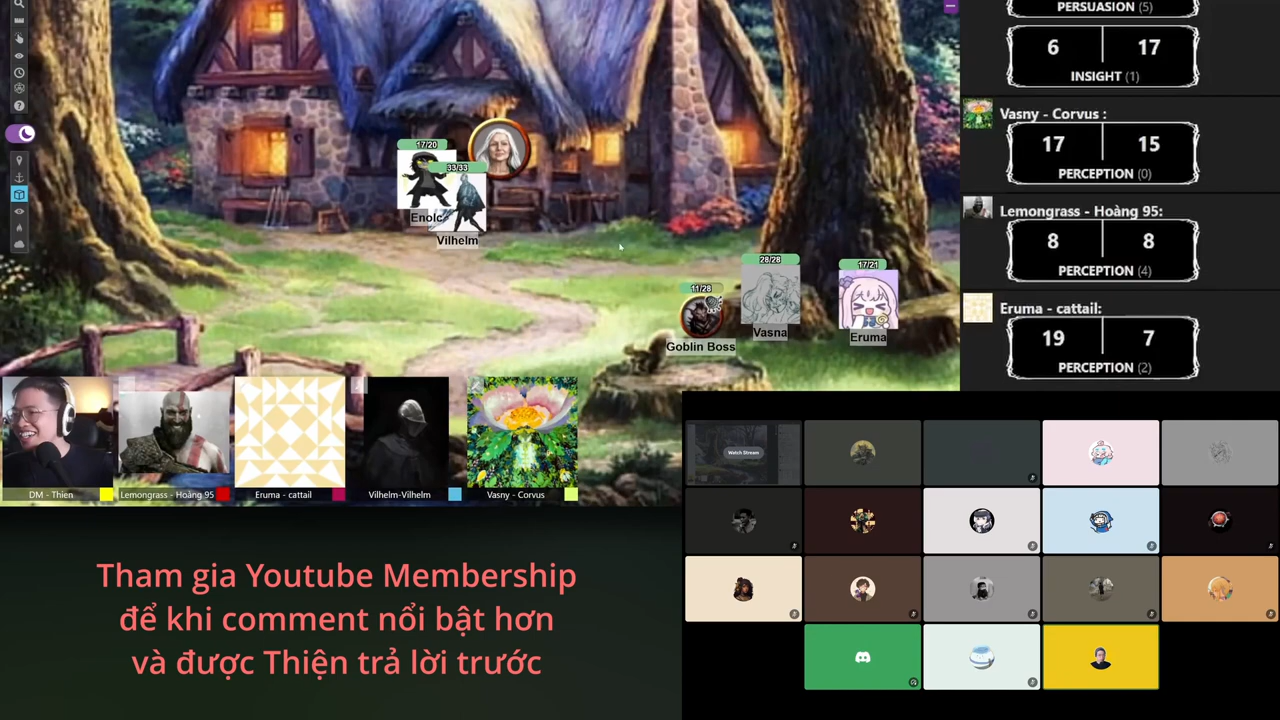 17/20
33/33
Enolc
Vilhelm
28/28
17/21
11/28
Vasna
Eruma
Goblin Boss
DM - Thien
Lemongrass - Hoàng 95
Eruma - cattail
Vilhelm-Vilhelm
Vasny - Corvus
PERSUASION (5)
6 17
INSIGHT (1)
Vasny - Corvus :
17 15
PERCEPTION (0)
Lemongrass - Hoàng 95:
8 8
PERCEPTION (4)
Eruma - cattail:
19 7
PERCEPTION (2)
Watch Stream
Tham gia Youtube Membership
để khi comment nổi bật hơn
và được Thiện trả lời trước